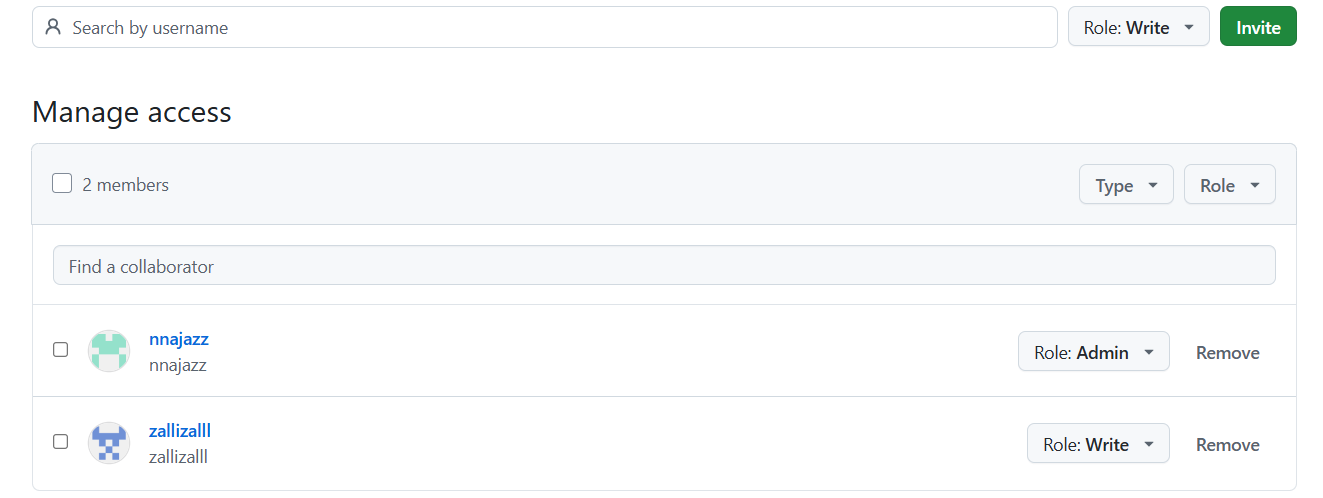 Search by username
Role: Write
Invite
Manage access
2 members
Type
Role
Find a collaborator
nnajazz
nnajazz
Role: Admin
Remove
zallizalll
zallizalll
Role: Write
Remove